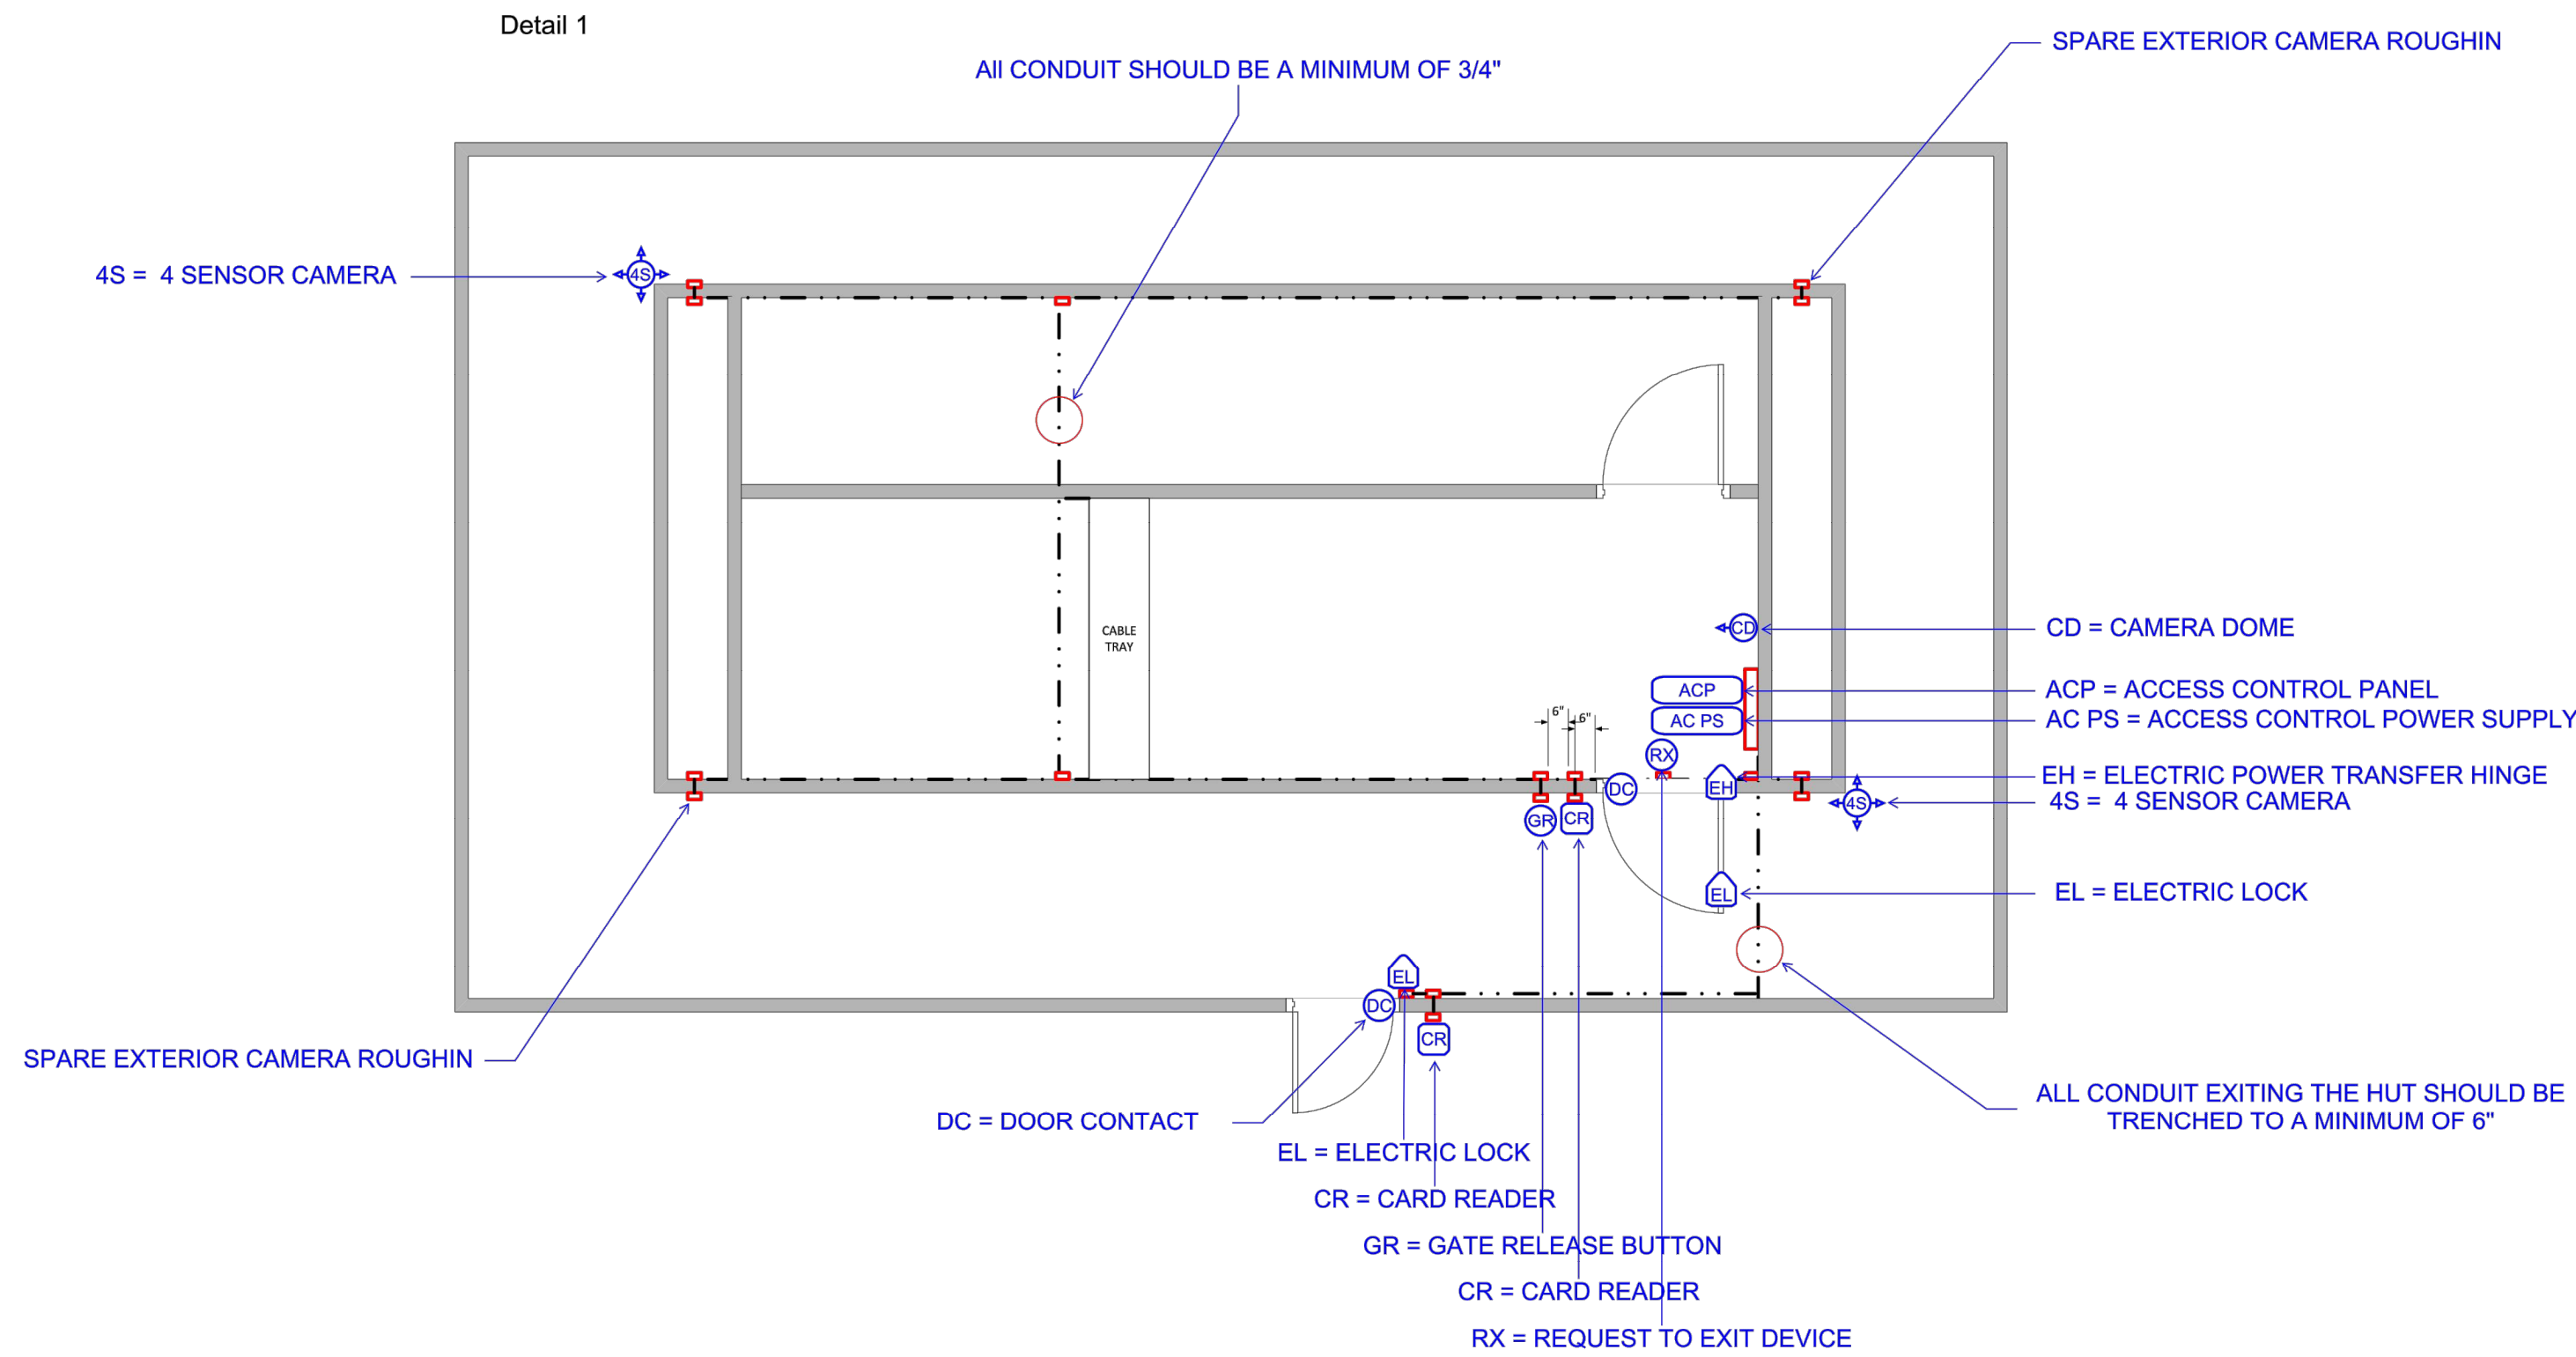 Detail 1
SPARE EXTERIOR CAMERA ROUGHIN
All CONDUIT SHOULD BE A MINIMUM OF 3/4"
4S =  4 SENSOR CAMERA
4S
CABLE
TRAY
CD
CD = CAMERA DOME
ACP
ACP = ACCESS CONTROL PANEL
AC PS
AC PS = ACCESS CONTROL POWER SUPPLY
6"
6"
RX
EH = ELECTRIC POWER TRANSFER HINGE
DC
EH
4S
4S =  4 SENSOR CAMERA
GR
CR
EL
EL = ELECTRIC LOCK
EL
DC
CR
SPARE EXTERIOR CAMERA ROUGHIN
ALL CONDUIT EXITING THE HUT SHOULD BE
TRENCHED TO A MINIMUM OF 6"
DC = DOOR CONTACT
EL = ELECTRIC LOCK
CR = CARD READER
GR = GATE RELEASE BUTTON
CR = CARD READER
RX = REQUEST TO EXIT DEVICE